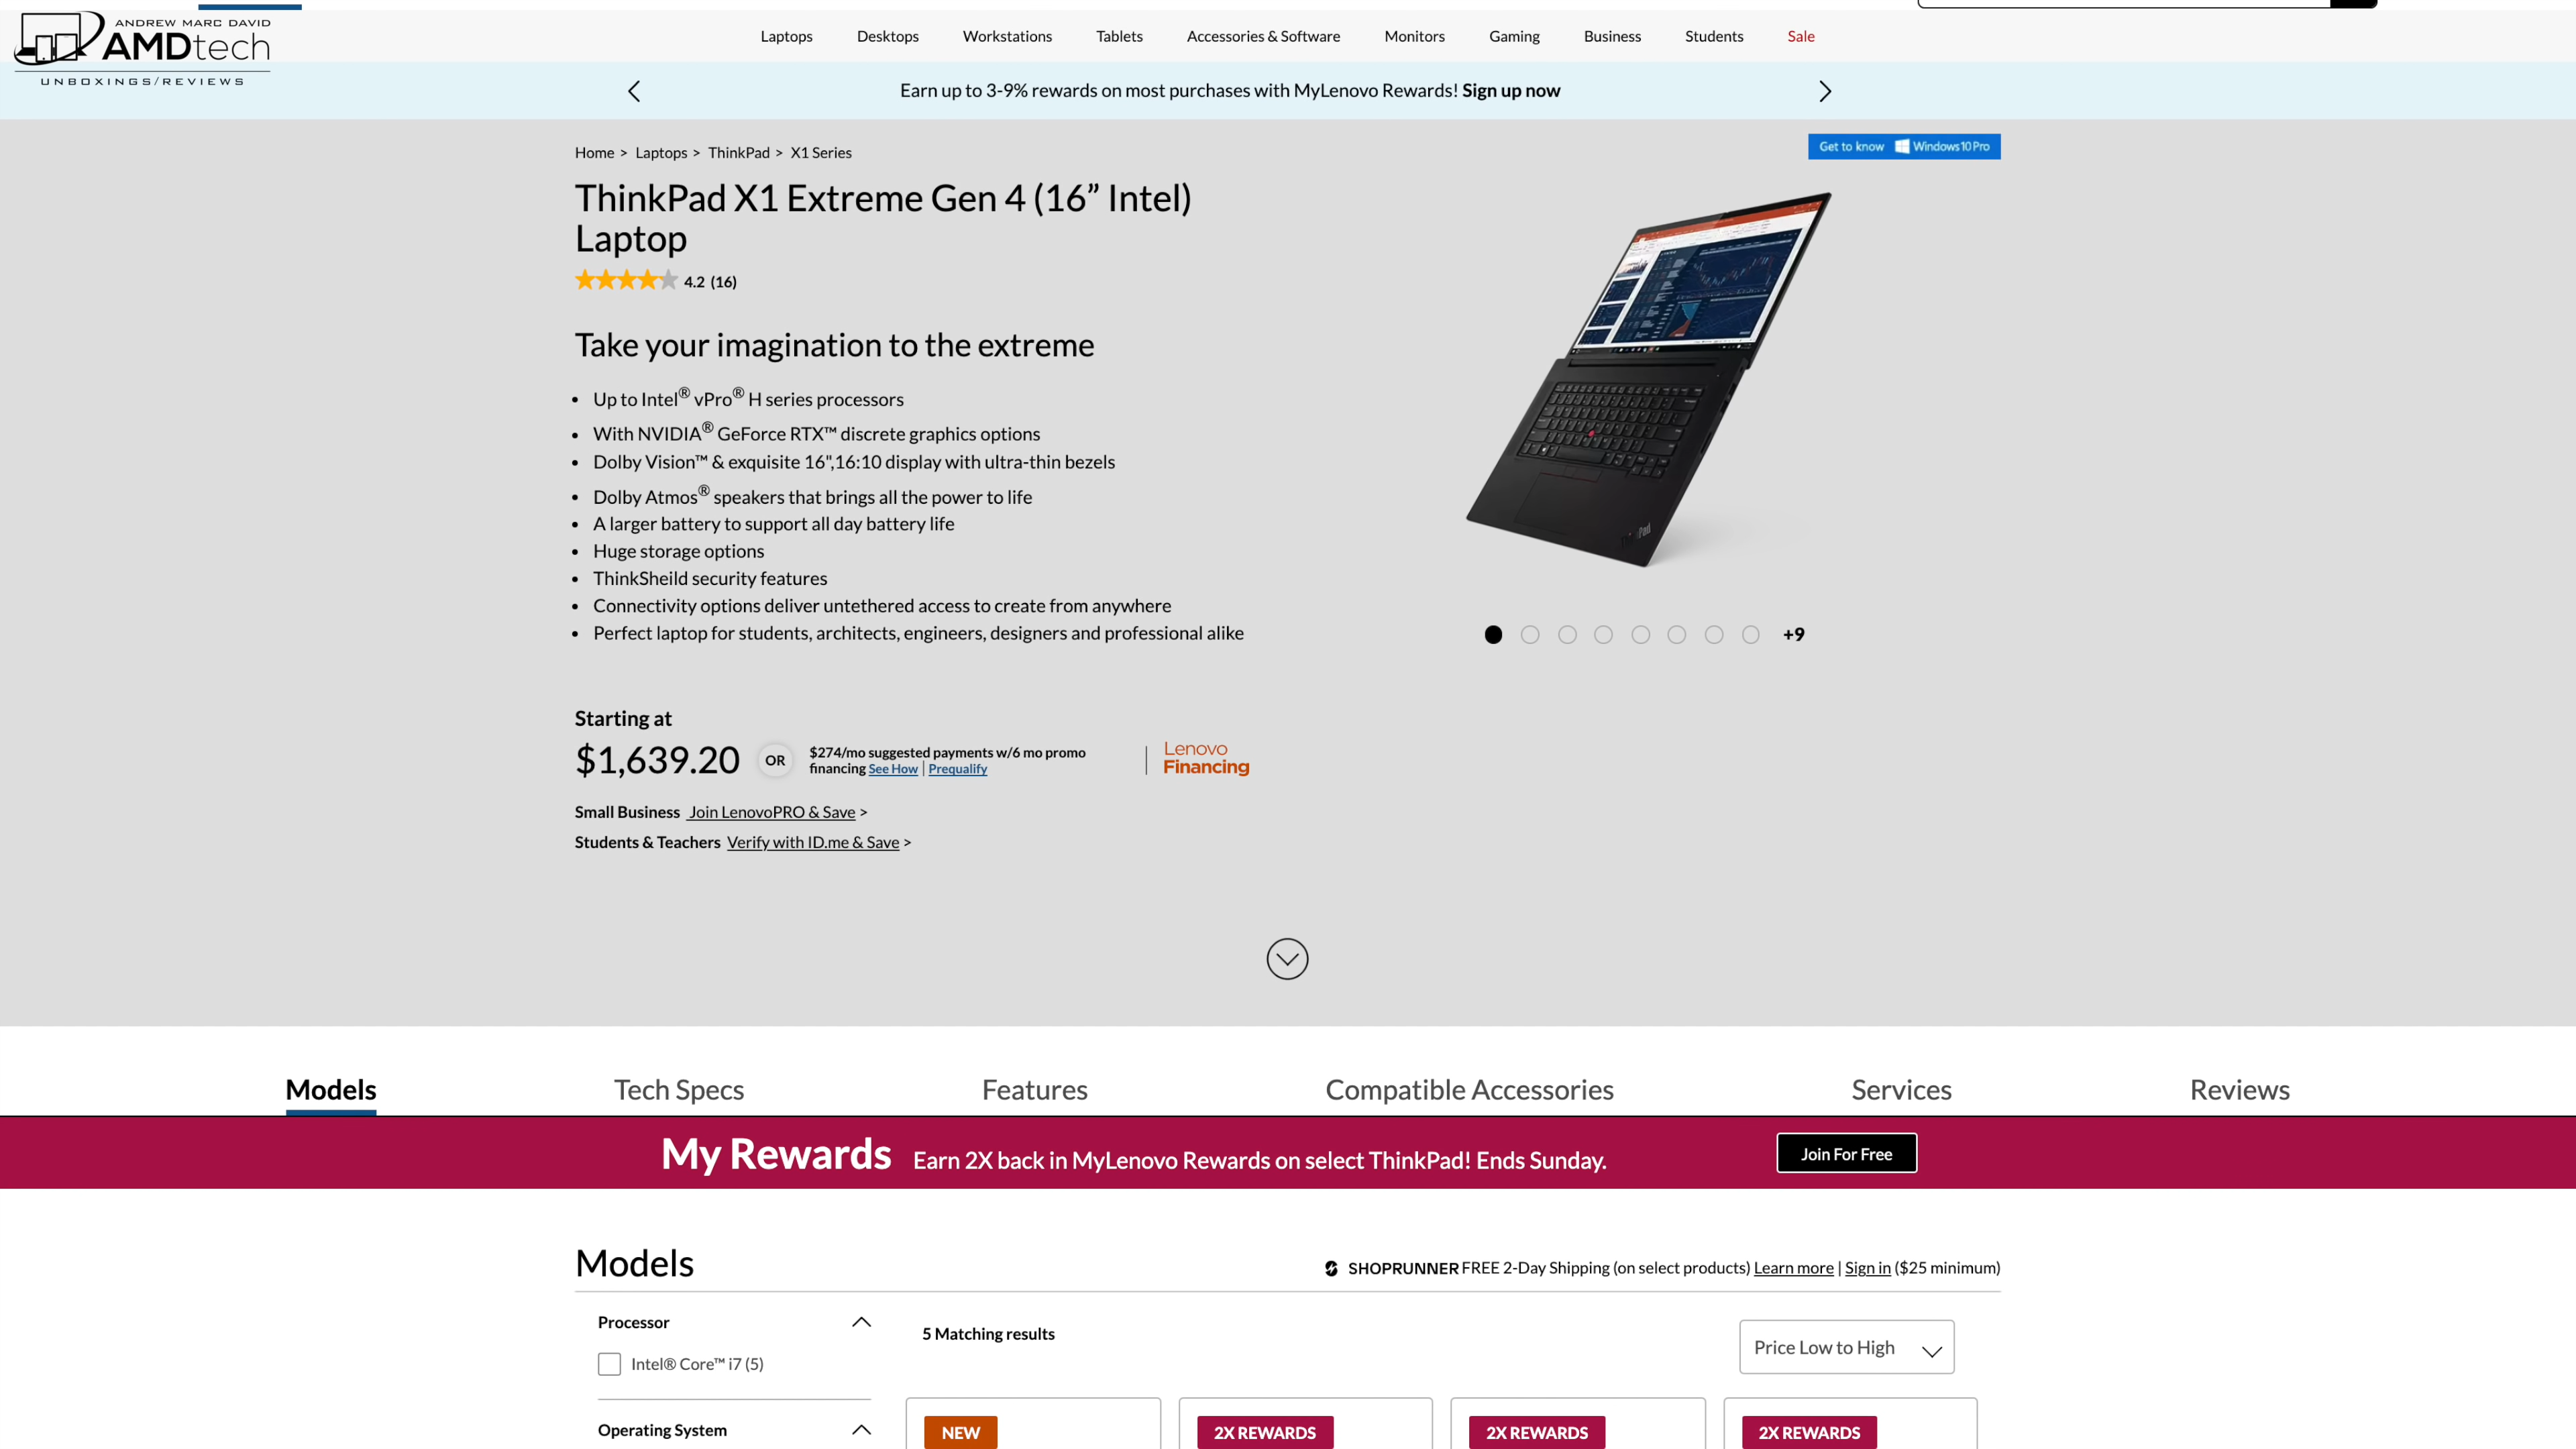 ANDREW MARC DAVID
AMDtech
UNBOXINGS/REVIEWS
Laptops Desktops Workstations Tablets Accessories & Software Monitors Gaming Business Students Sale
Earn up to 3-9% rewards on most purchases with MyLenovo Rewards! Sign up now
Home > Laptops > ThinkPad > X1 Series
Get to know Windows10 Pro
ThinkPad X1 Extreme Gen 4 (16” Intel)
Laptop
4.2 (16)
Take your imagination to the extreme
• Up to Intel® vPro® H series processors
• With NVIDIA® GeForce RTX™ discrete graphics options
• Dolby Vision™ & exquisite 16",16:10 display with ultra-thin bezels
• Dolby Atmos® speakers that brings all the power to life
• A larger battery to support all day battery life
• Huge storage options
• ThinkSheild security features
• Connectivity options deliver untethered access to create from anywhere
• Perfect laptop for students, architects, engineers, designers and professional alike
+9
Starting at
$1,639.20 OR $274/mo suggested payments w/6 mo promo
financing See How | Prequalify
Lenovo
Financing
Small Business Join LenovoPRO & Save >
Students & Teachers Verify with ID.me & Save >
Models Tech Specs Features Compatible Accessories Services Reviews
My Rewards Earn 2X back in MyLenovo Rewards on select ThinkPad! Ends Sunday. Join For Free
Models
SHOPRUNNER FREE 2-Day Shipping (on select products) Learn more | Sign in ($25 minimum)
Processor
5 Matching results
Price Low to High
Intel® Core™ i7 (5)
Operating System
NEW 2X REWARDS 2X REWARDS 2X REWARDS